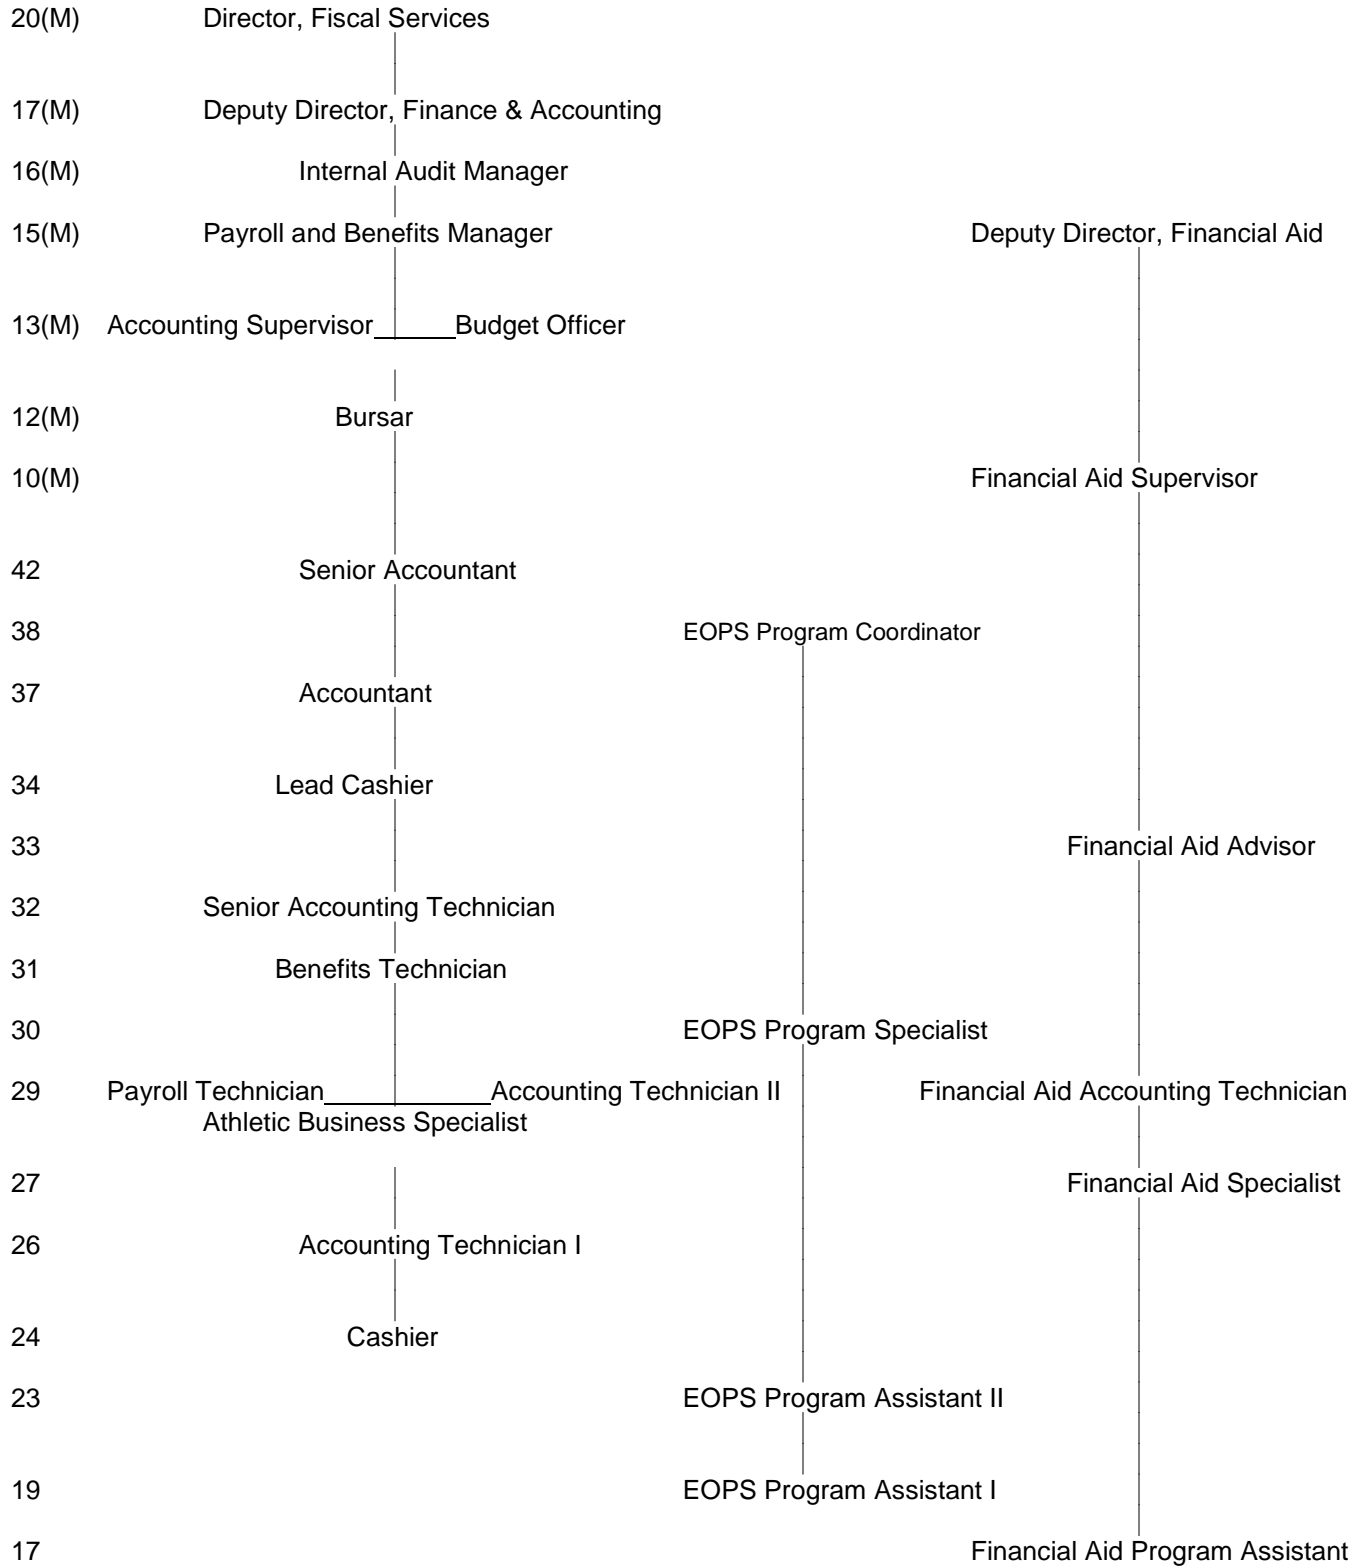 20(M) Director, Fiscal Services
17(M) Deputy Director, Finance & Accounting
16(M) Internal Audit Manager
15(M) Payroll and Benefits Manager Deputy Director, Financial Aid
13(M) Accounting Supervisor______Budget Officer
12(M) Bursar
10(M) Financial Aid Supervisor
42 Senior Accountant
38 EOPS Program Coordinator
37 Accountant
34 Lead Cashier
33 Financial Aid Advisor
32 Senior Accounting Technician
31 Benefits Technician
30 EOPS Program Specialist
29 Payroll Technician____________Accounting Technician II Financial Aid Accounting Technician
Athletic Business Specialist
27 Financial Aid Specialist
26 Accounting Technician I
24 Cashier
23 EOPS Program Assistant II
19 EOPS Program Assistant I
17 Financial Aid Program Assistant